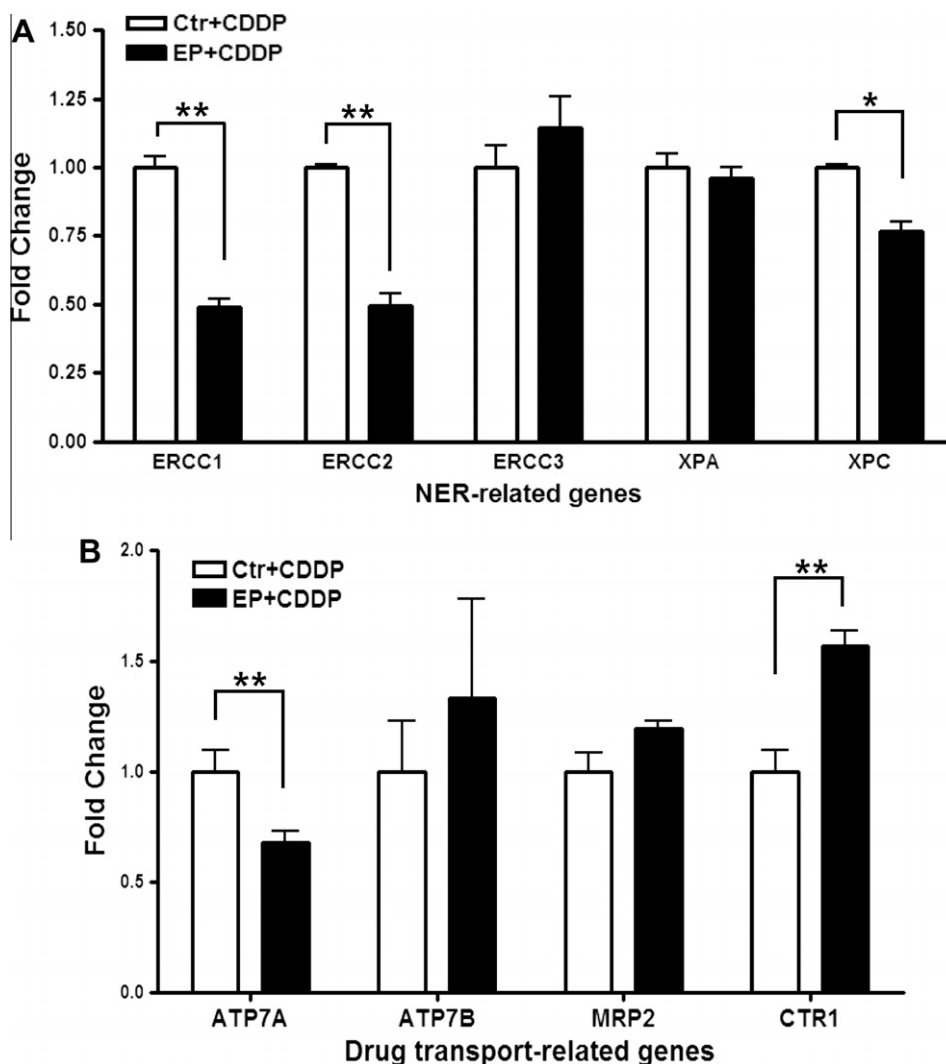 A
Ctr+CDDP
EP+CDDP
** ** *
Fold Change
1.50
1.25
1.00
0.75
0.50
0.25
0.00
ERCC1 ERCC2 ERCC3 XPA XPC
NER-related genes
B
Ctr+CDDP
EP+CDDP
** **
Fold Change
2.0
1.5
1.0
0.5
0.0
ATP7A ATP7B MRP2 CTR1
Drug transport-related genes